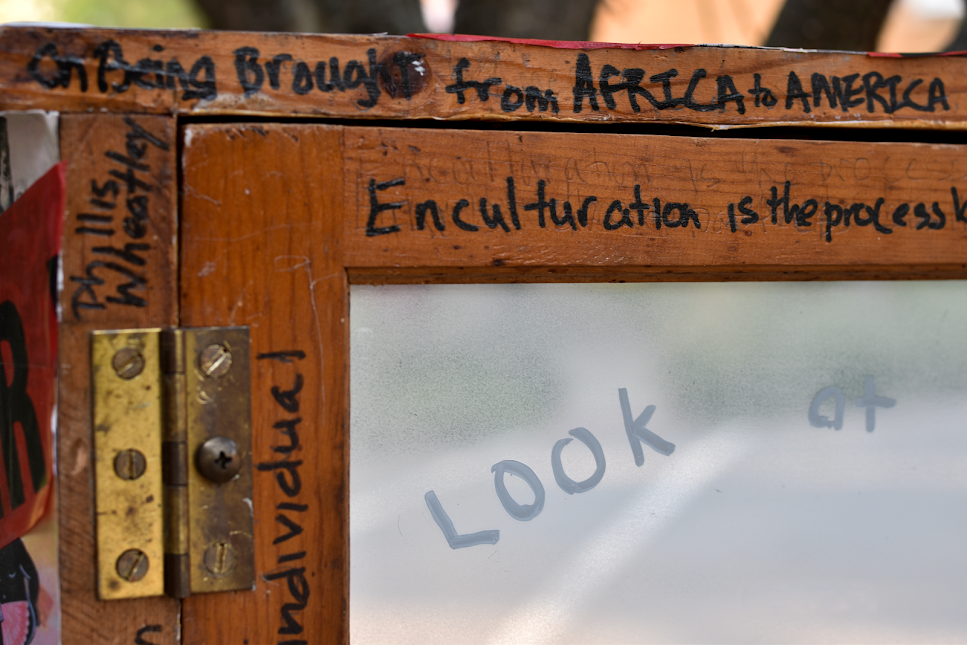 On Being Brought from AFRICA to AMERICA
Phillis
Wheatley
Enculturation is the process
individual
LOOK at